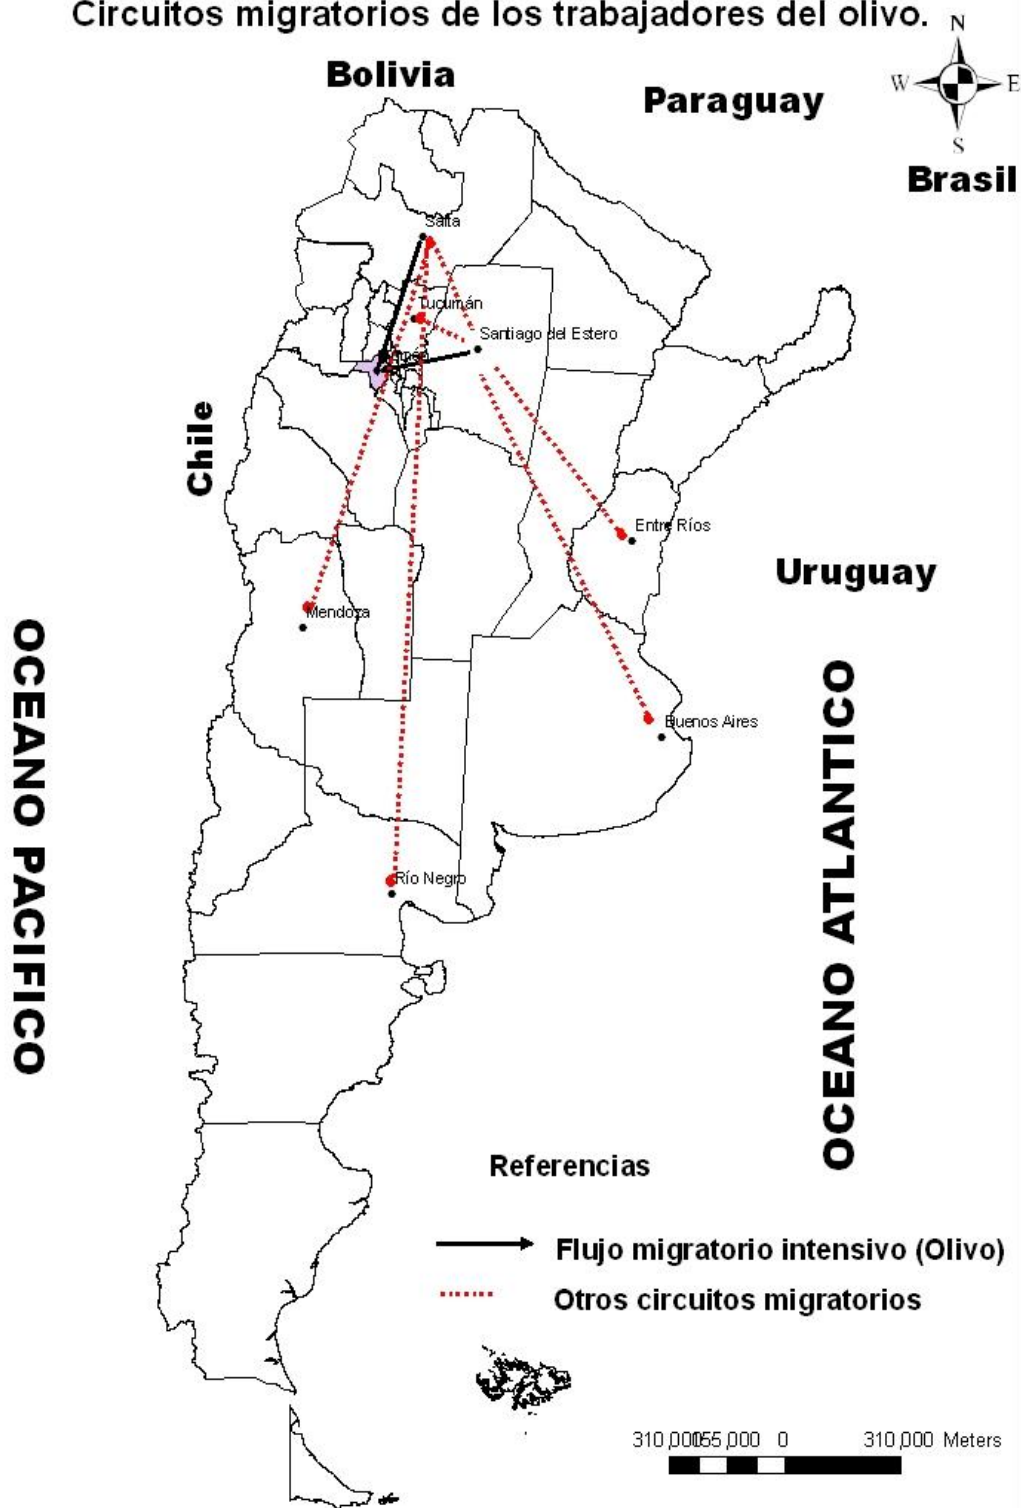 Circuitos migratorios de los trabajadores del olivo.
N
W
E
S
Bolivia
Paraguay
Brasil
Salta
Tucumán
Santiago del Estero
Chile
Entre Ríos
Uruguay
Mendoza
OCEANO PACIFICO
OCEANO ATLANTICO
Buenos Aires
Río Negro
Referencias
Flujo migratorio intensivo (Olivo)
Otros circuitos migratorios
310,000 155,000 0 310,000 Meters